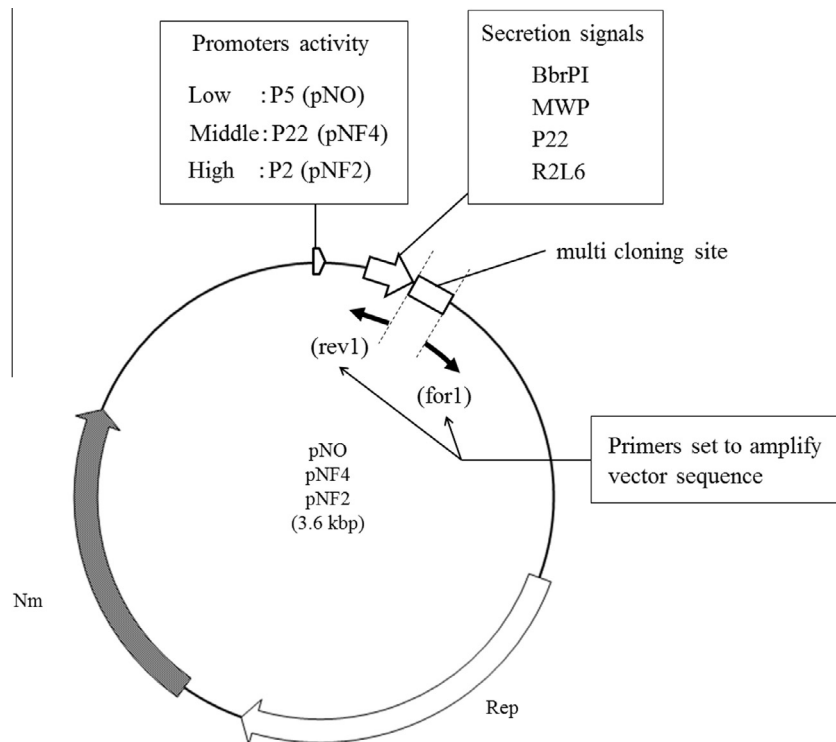 Promoters activity
Low : P5 (pNO)
Middle : P22 (pNF4)
High : P2 (pNF2)
Secretion signals
BbrPI
MWP
P22
R2L6
multi cloning site
(rev1)
(for1)
Primers set to amplify
vector sequence
pNO
pNF4
pNF2
(3.6 kbp)
Nm
Rep